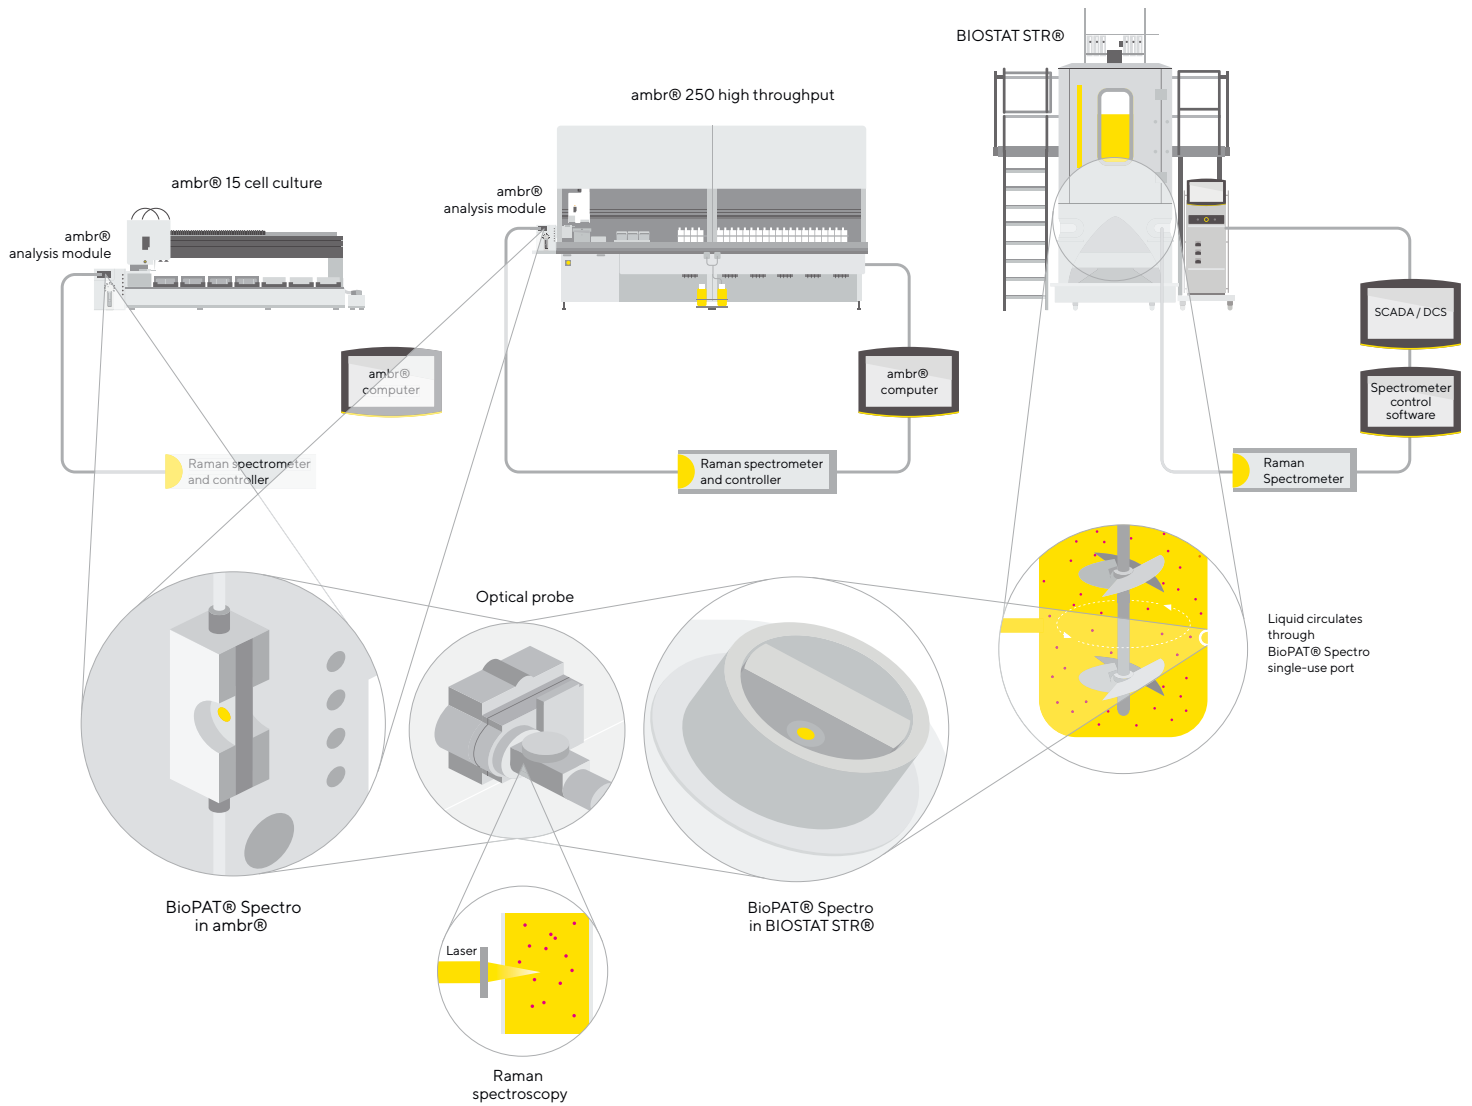 BIOSTAT STR®
ambr® 250 high throughput
ambr® 15 cell culture
ambr®
analysis module
ambr®
analysis module
SCADA / DCS
ambr®
computer
ambr®
computer
Spectrometer
control
software
Raman spectrometer
and controller
Raman spectrometer
and controller
Raman
Spectrometer
Optical probe
Liquid circulates
through
BioPAT® Spectro
single-use port
BioPAT® Spectro
in ambr®
BioPAT® Spectro
in BIOSTAT STR®
Laser
Raman
spectroscopy